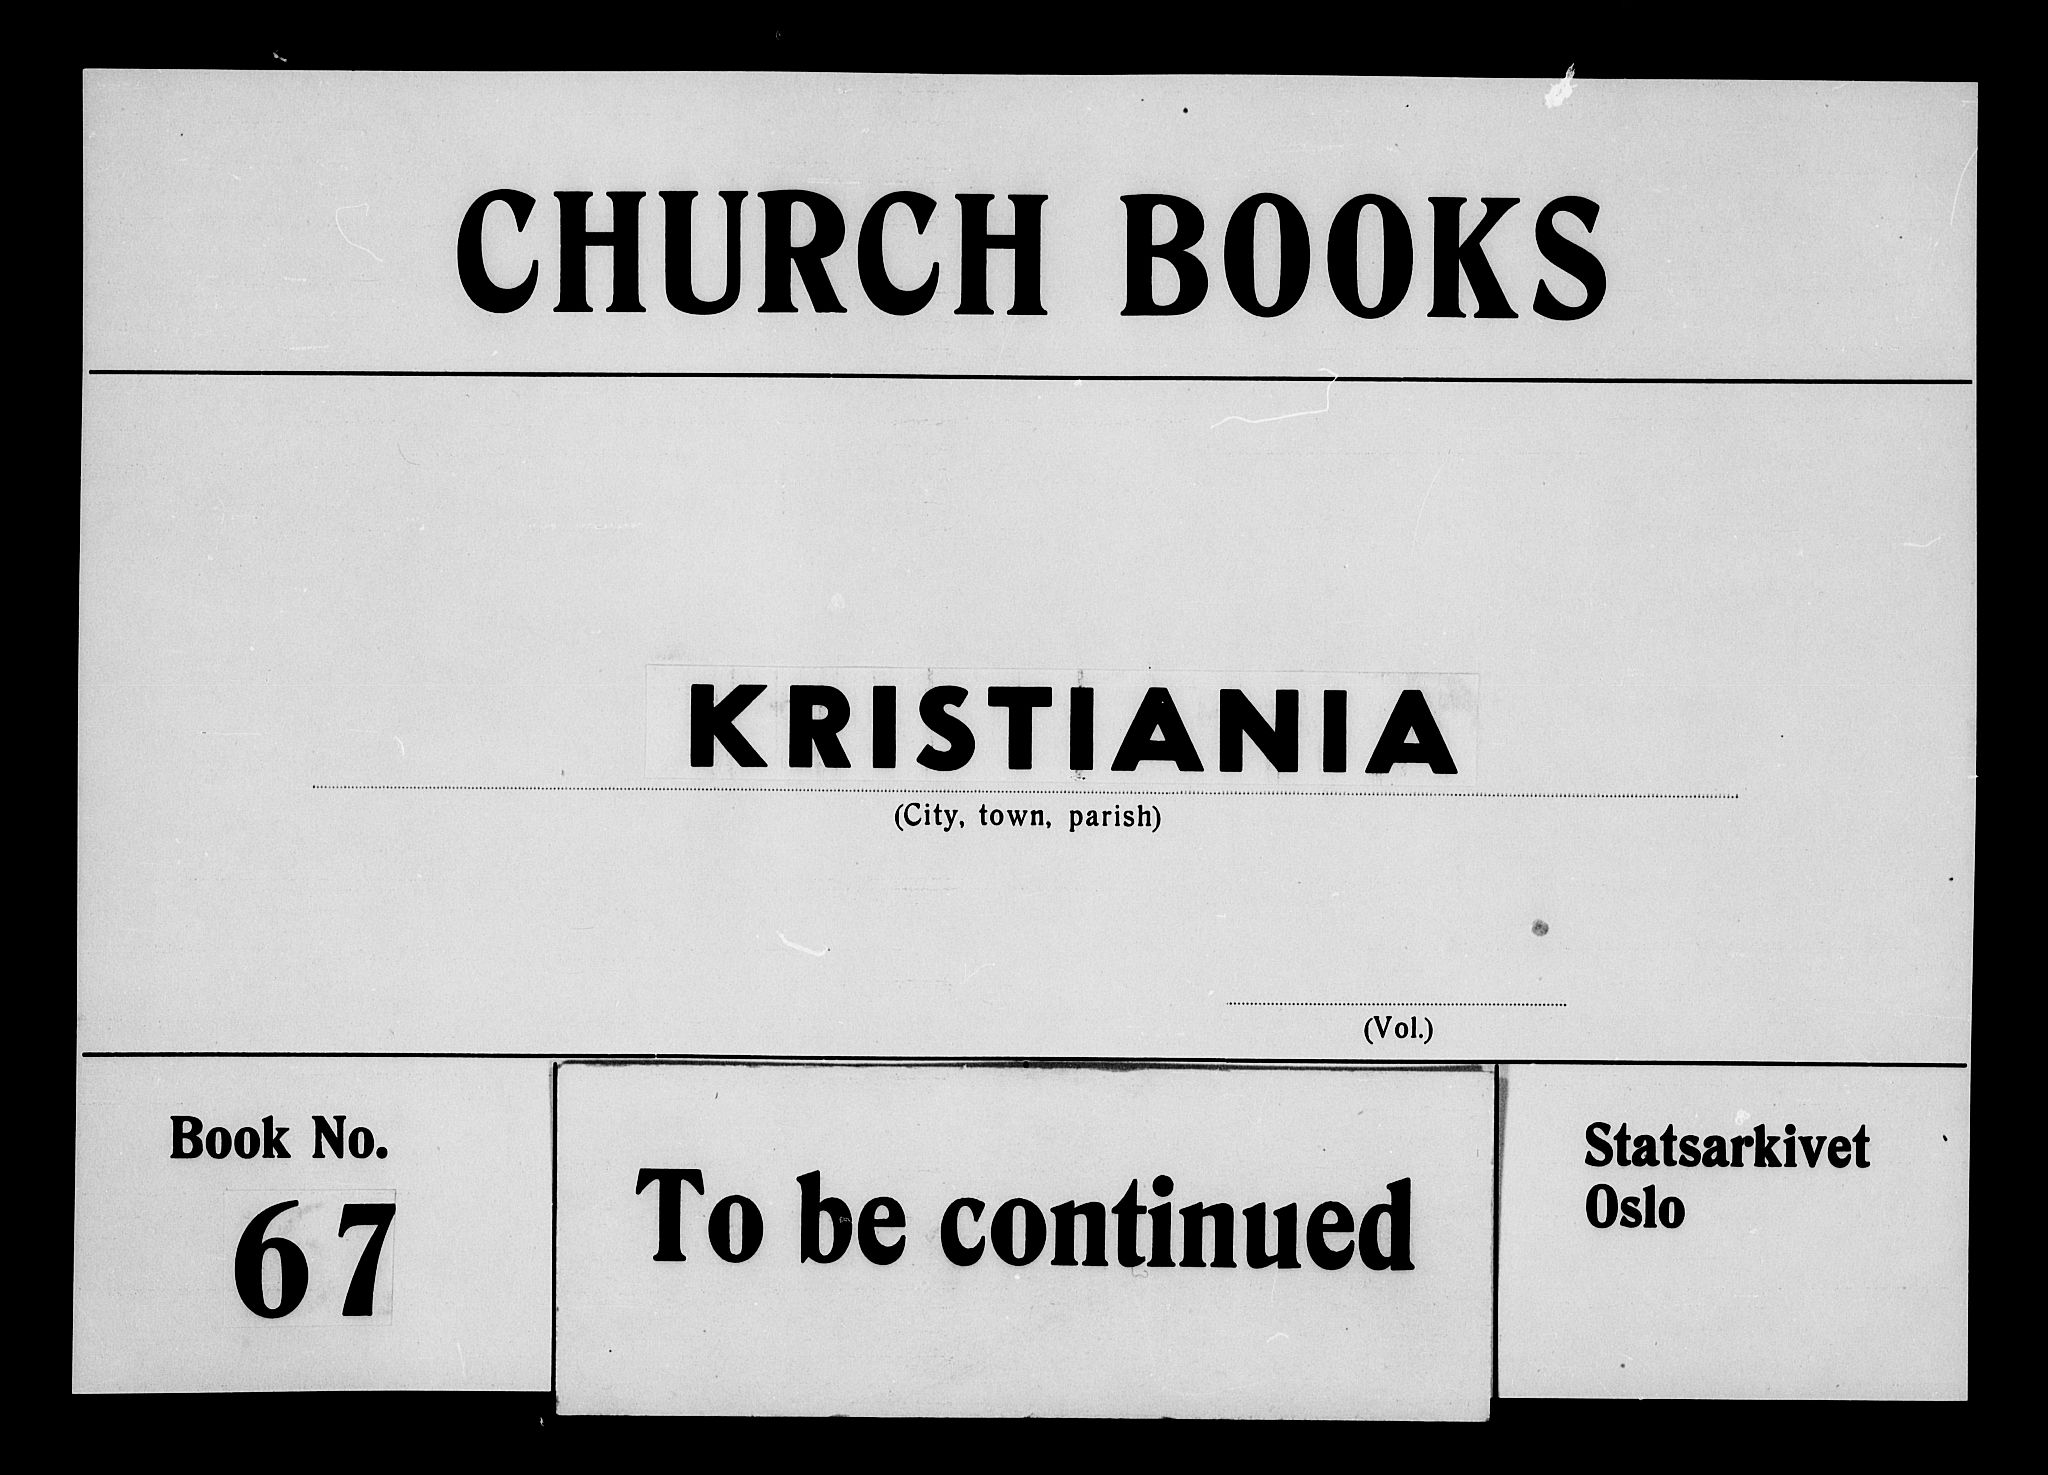 CHURCH BOOKS
KRISTIANIA
(City, town, parish)
(Vol.)
Book No.
67
To be continued
Statsarkivet
Oslo